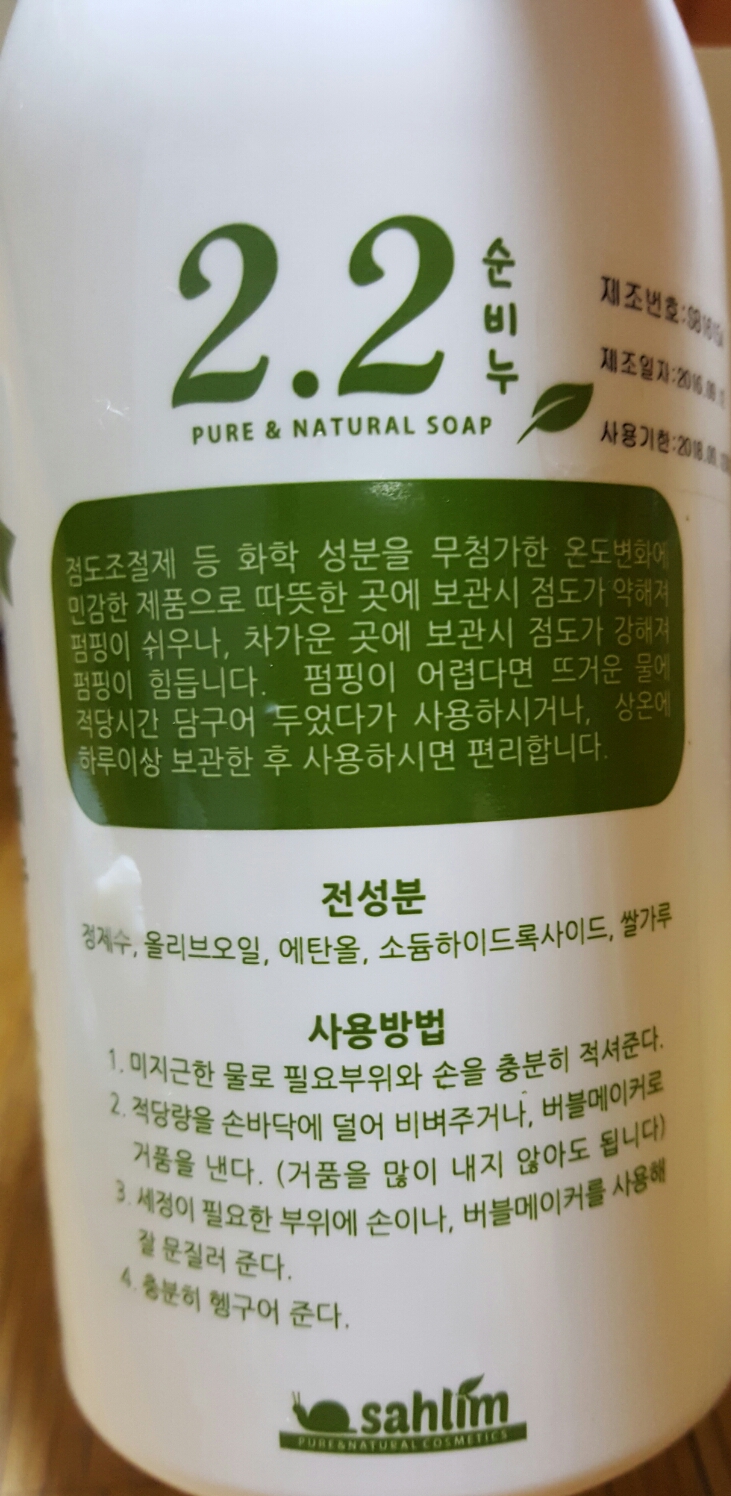 2.2
순비누
PURE & NATURAL SOAP
제조번호:
제조일자:2016.
사용기한:2018.
점도조절제 등 화학 성분을 무첨가한 온도변화에
민감한 제품으로 따뜻한 곳에 보관시 점도가 약해져
펌핑이 쉬우나, 차가운 곳에 보관시 점도가 강해져
펌핑이 힘듭니다. 펌핑이 어렵다면 뜨거운 물에
적당시간 담구어 두었다가 사용하시거나, 상온에
하루이상 보관한 후 사용하시면 편리합니다.
전성분
정제수, 올리브오일, 에탄올, 소듐하이드록사이드, 쌀가루
사용방법
1. 미지근한 물로 필요부위와 손을 충분히 적셔준다.
2. 적당량을 손바닥에 덜어 비벼주거나, 버블메이커로
거품을 낸다. (거품을 많이 내지 않아도 됩니다)
3. 세정이 필요한 부위에 손이나, 버블메이커를 사용해
잘 문질러 준다.
4. 충분히 헹구어 준다.
sahlim
PURE&NATURAL COSMETICS